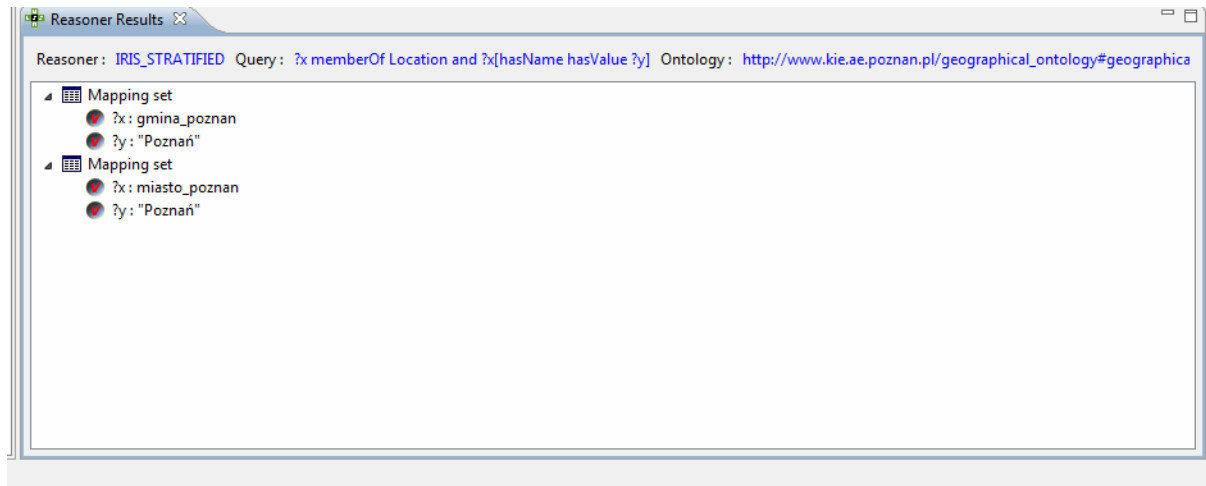 Reasoner Results
Reasoner : IRIS_STRATIFIED Query : ?x memberOf Location and ?x[hasName hasValue ?y] Ontology : http://www.kie.ae.poznan.pl/geographical_ontology#geographica
Mapping set
?x : gmina_poznan
?y : "Poznań"
Mapping set
?x : miasto_poznan
?y : "Poznań"